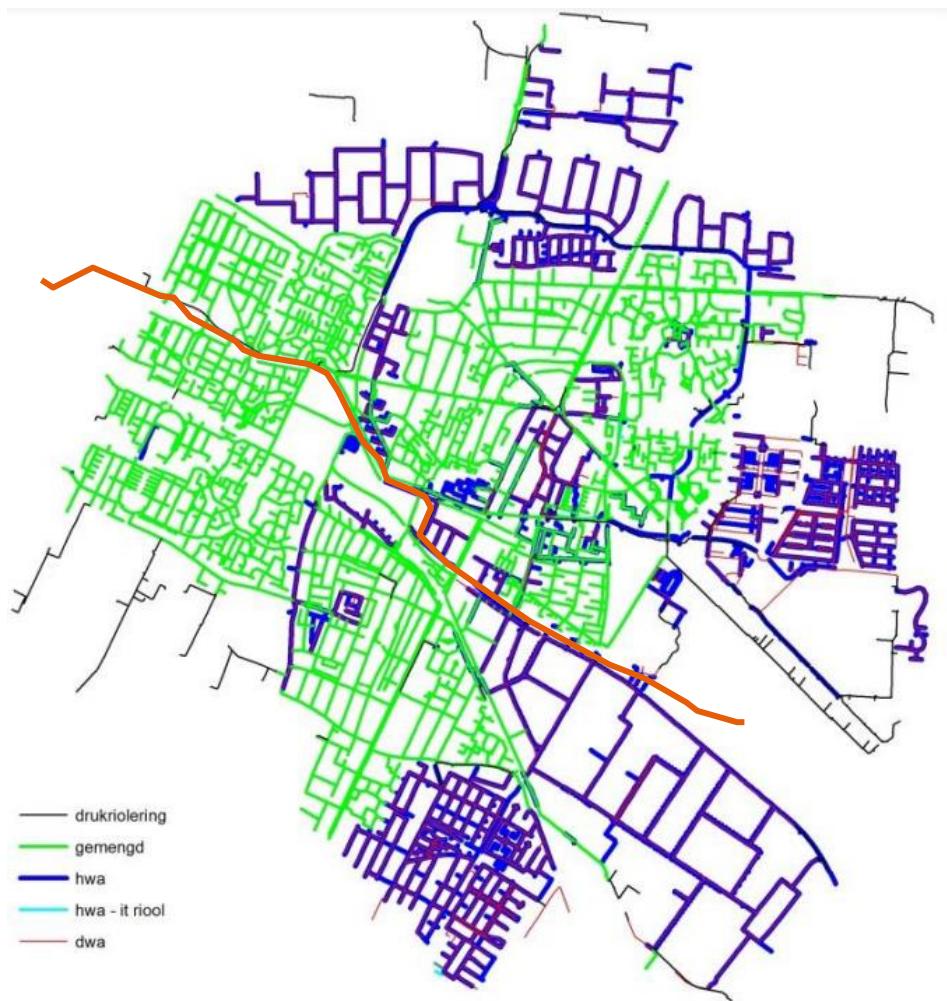 drukriolering
gemengd
hwa
hwa - it riool
dwa